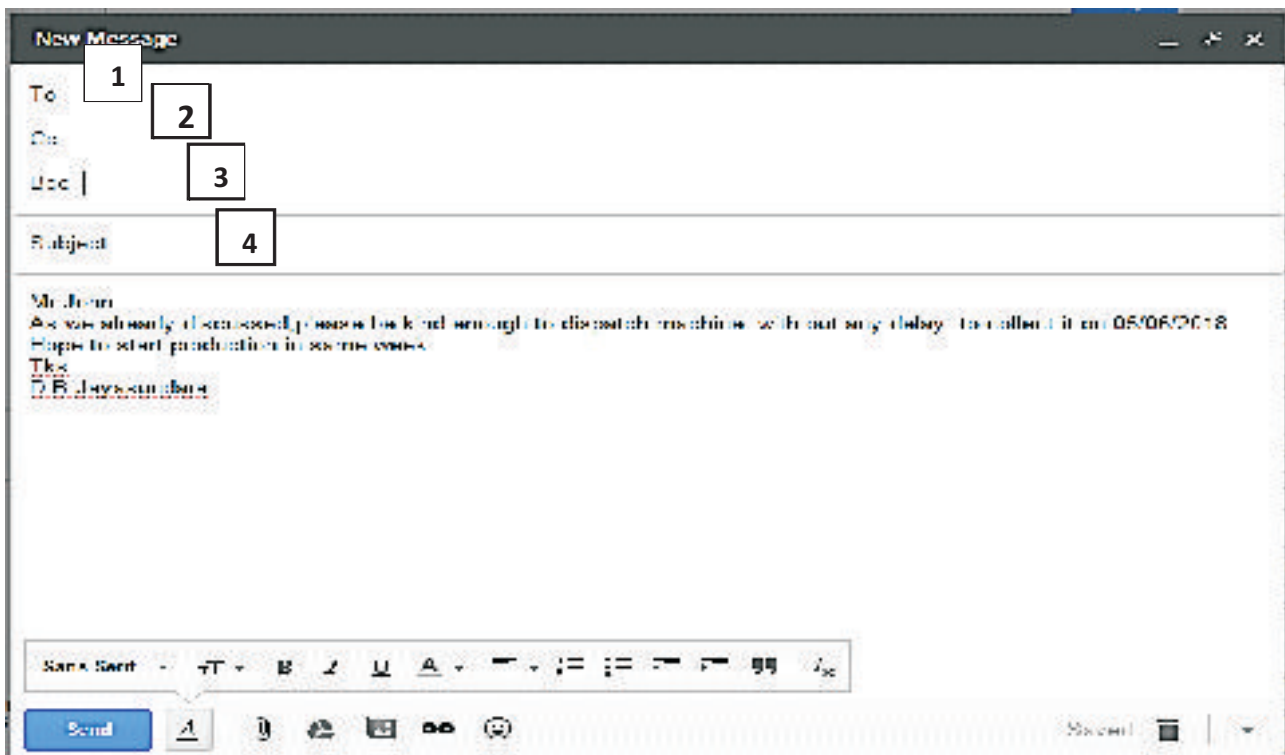 New Message
1
To
2
Cc
3
Bcc
4
Subject
Mr. John
As we already discussed,please be kind enough to dispatch machine without any delay to collect it on 05/06/2018
Hope to start production in same week
Tks
D.B. Jayasundara
Sans Serif
Send
Saved